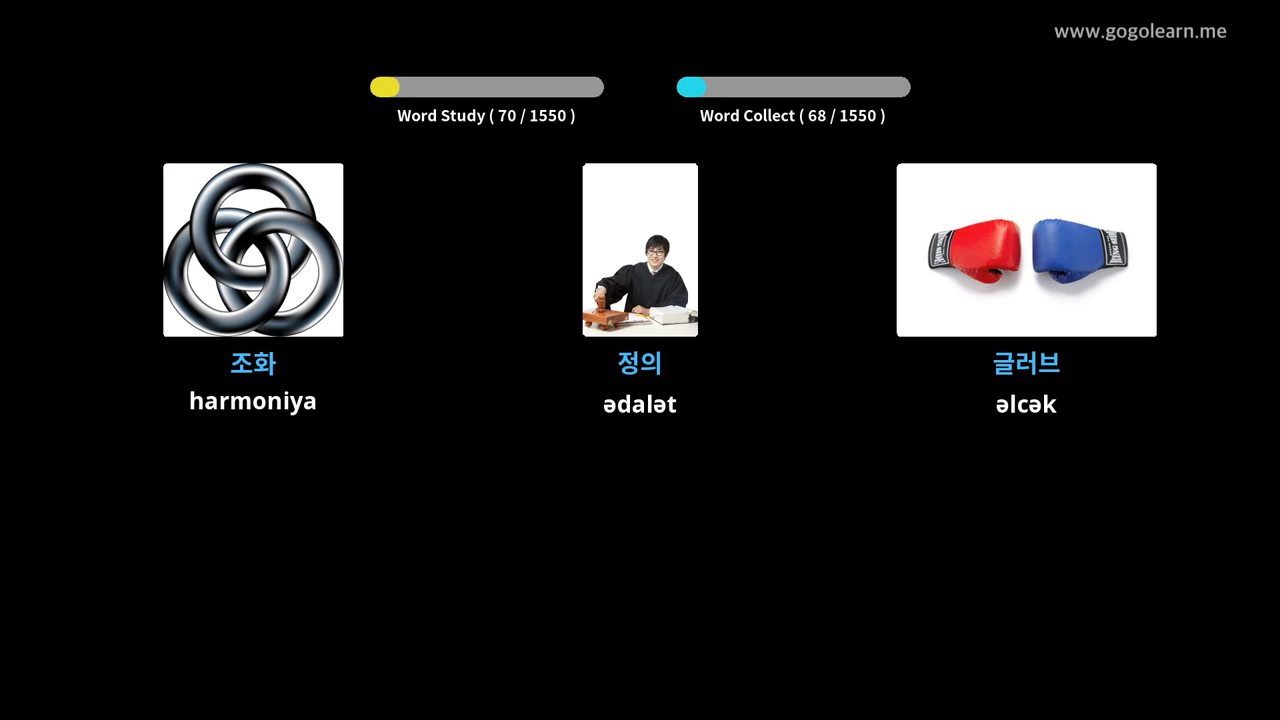 www.gogolearn.me
Word Study ( 70 / 1550 )
Word Collect ( 68 / 1550 )
조화
정의
글러브
harmoniya
ədalət
əlcək